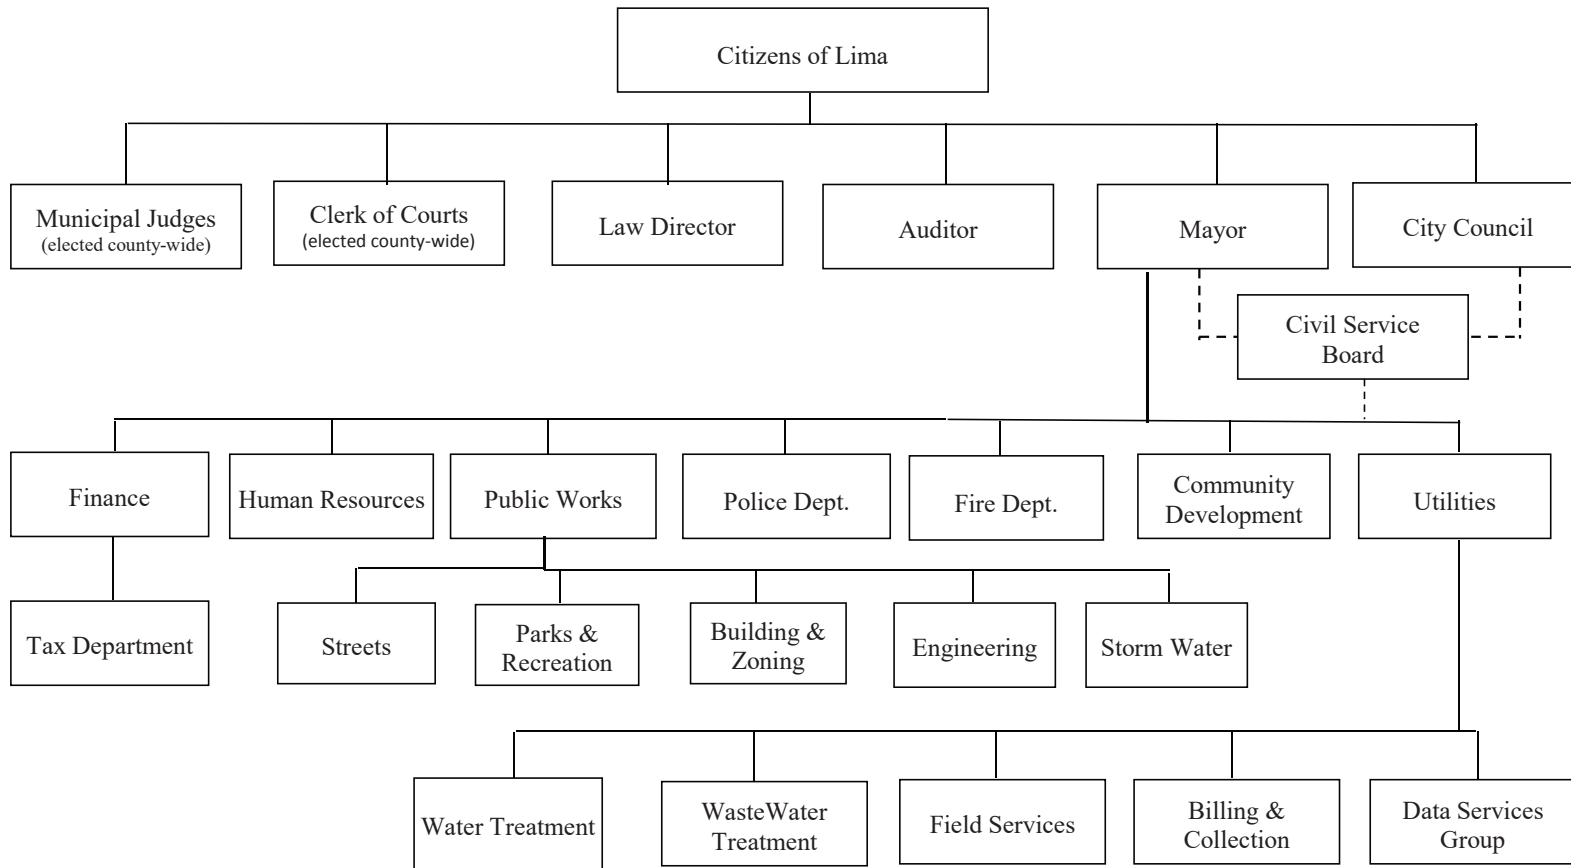 Citizens of Lima
Municipal Judges
(elected county-wide)
Clerk of Courts
(elected county-wide)
Law Director
Auditor
Mayor
City Council
Civil Service
Board
Finance
Human Resources
Public Works
Police Dept.
Fire Dept.
Community
Development
Utilities
Tax Department
Streets
Parks &
Recreation
Building &
Zoning
Engineering
Storm Water
Water Treatment
WasteWater
Treatment
Field Services
Billing &
Collection
Data Services
Group